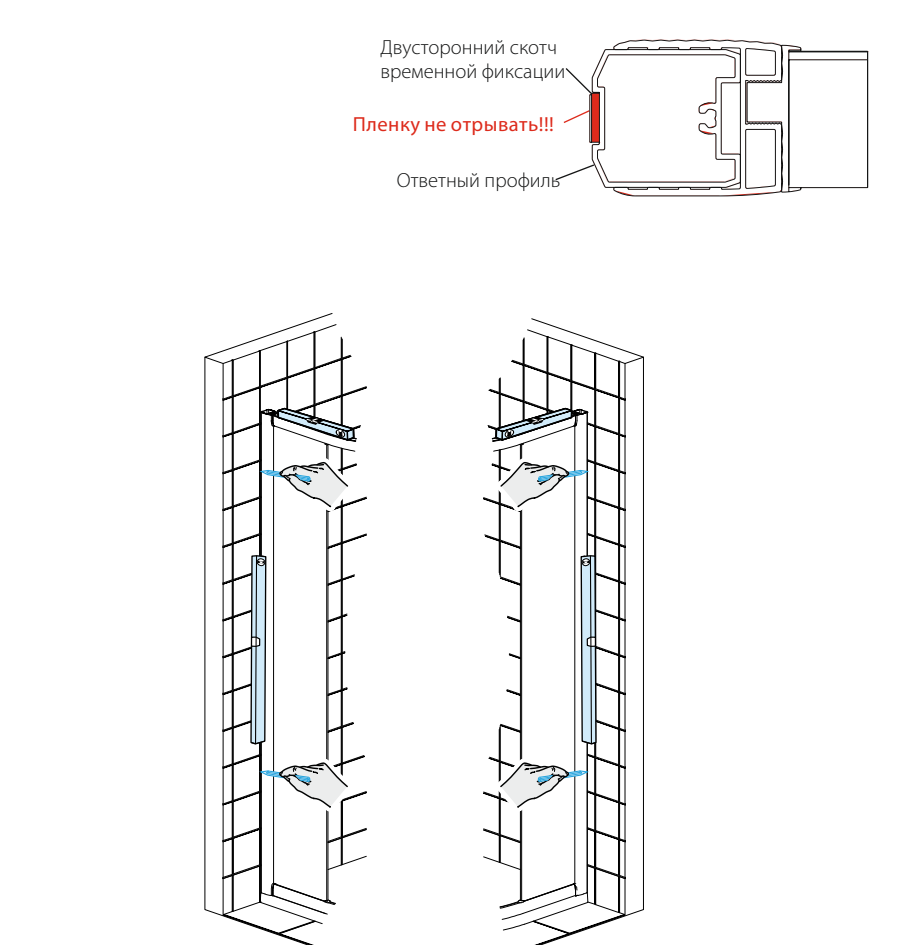 Двусторонний скотч
временной фиксации
Пленку не отрывать!!!
Ответный профиль